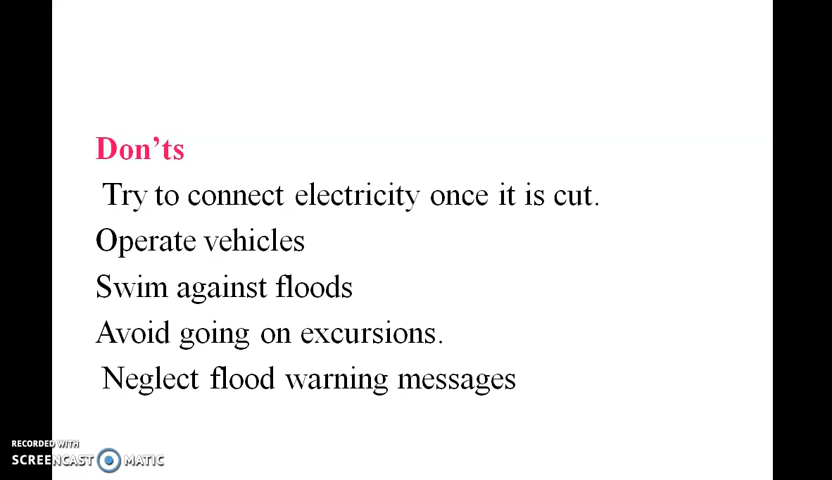 Don’ts
Try to connect electricity once it is cut.
Operate vehicles
Swim against floods
Avoid going on excursions.
Neglect flood warning messages
RECORDED WITH
SCREENCAST MATIC